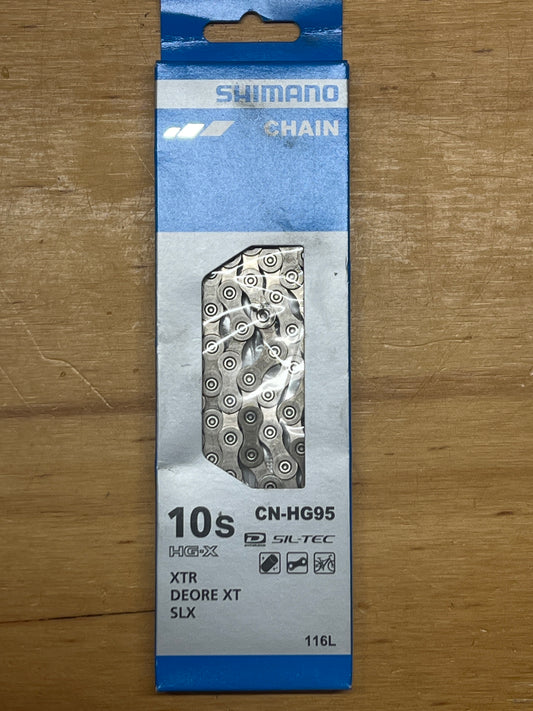 SHIMANO
CHAIN
10s CN-HG95
HG-X SIL-TEC
XTR
DEORE XT
SLX
116L